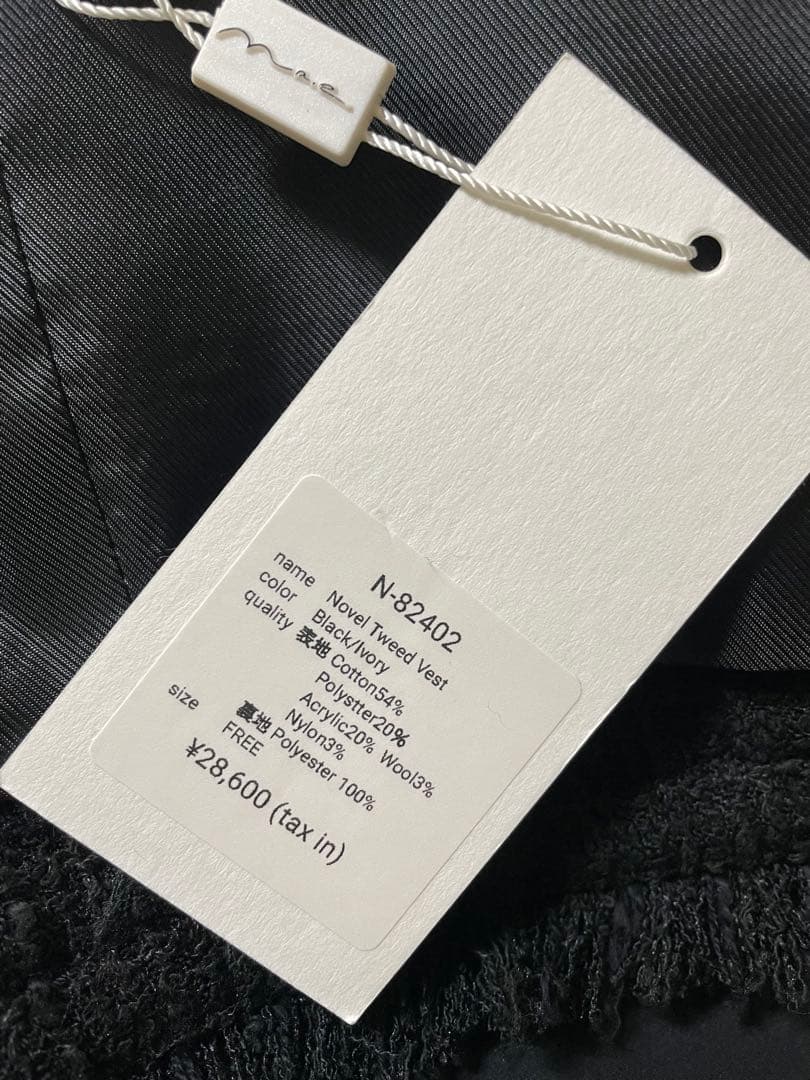 m a.e
N-82402
name Novel Tweed Vest
color Black/Ivory
quality 表地 Cotton54%
Polystter20%
Acrylic20% Wool3%
Nylon3%
裏地 Polyester 100%
size FREE
¥28,600 (tax in)